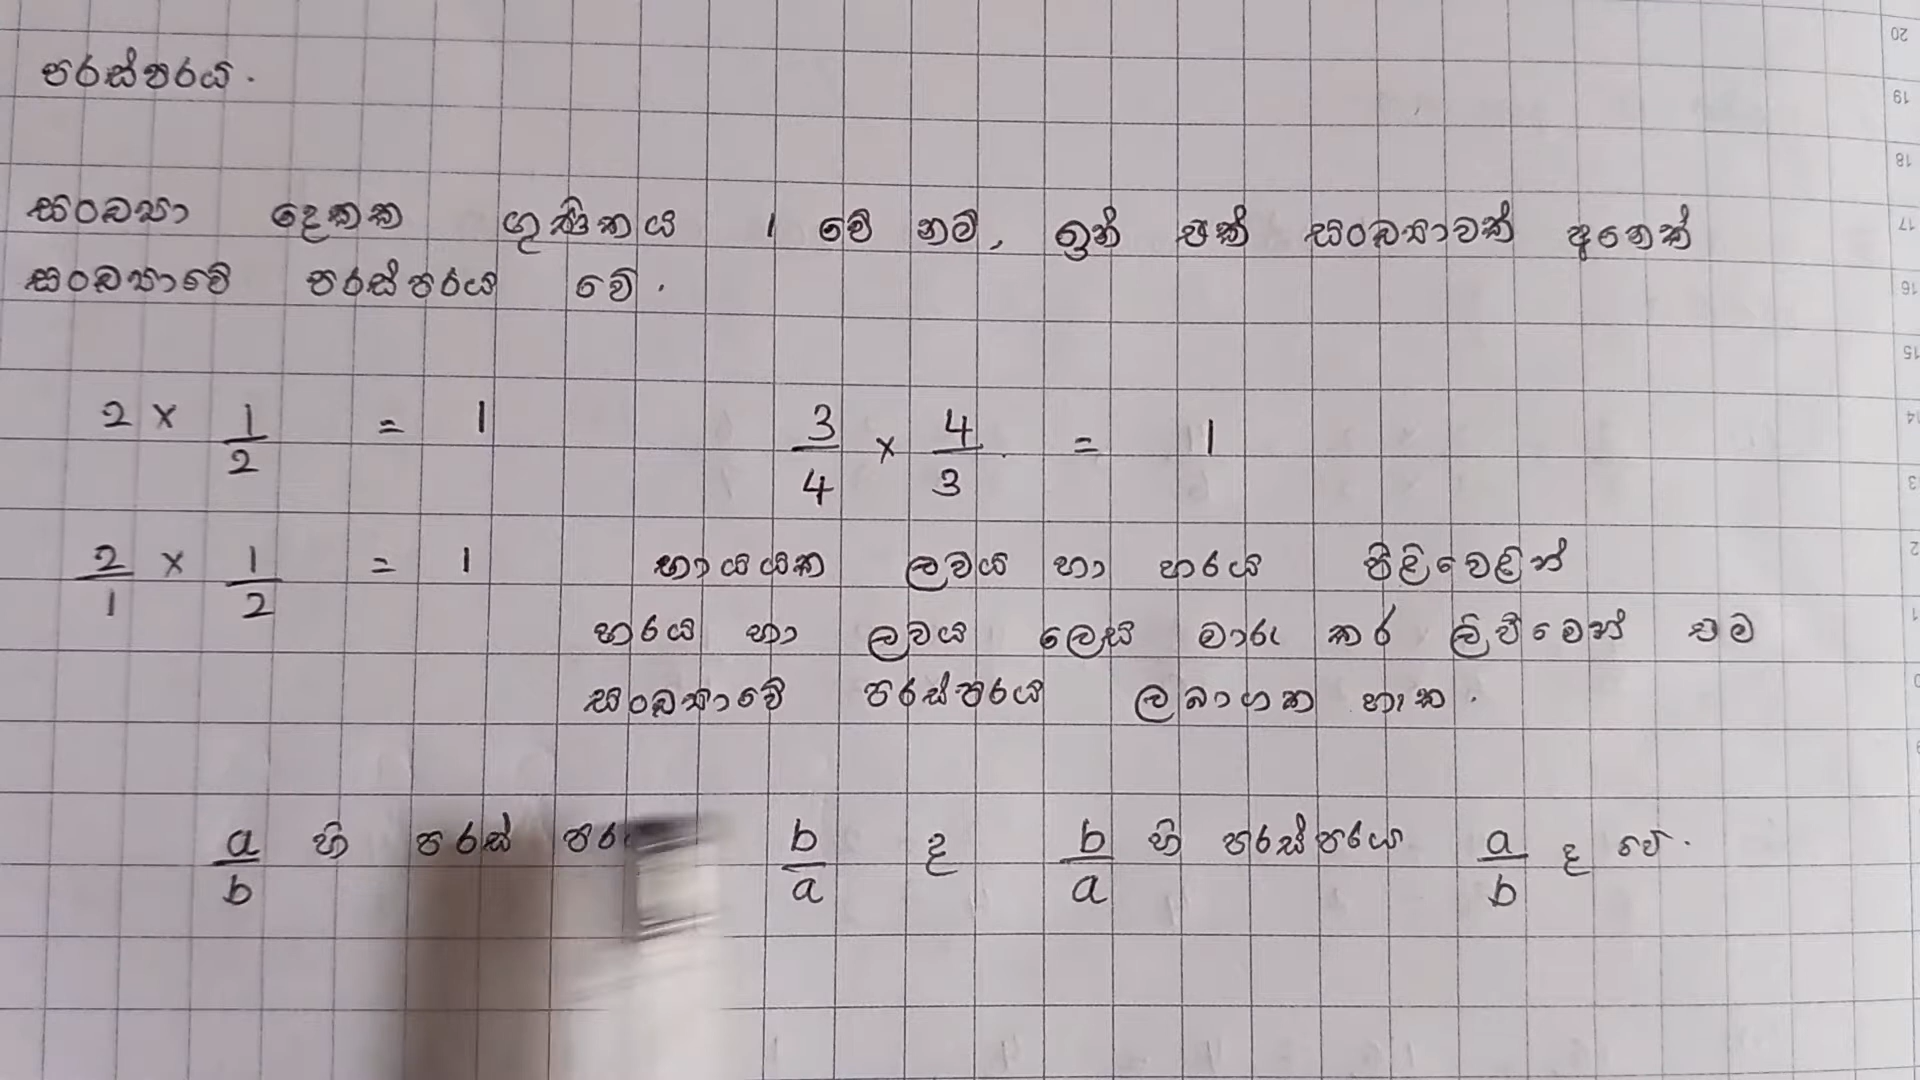 පරස්පරය.
සංඛ්‍යා දෙකක ගුණිතය 1 වේ නම්, ඉන් එක් සංඛ්‍යාවක් අනෙක්
සංඛ්‍යාවේ පරස්පරය වේ.
2 × 1/2 = 1 3/4 × 4/3 = 1
2/1 × 1/2 = 1 භාගයක ලවය හා හරය පිළිවෙළින්
හරය හා ලවය ලෙස මාරු කර ලිවීමෙන් එම
සංඛ්‍යාවේ පරස්පරය ලබාගත හැක.
a/b හි පරස් පර b/a ද b/a හි පරස්පරය a/b ද වේ.